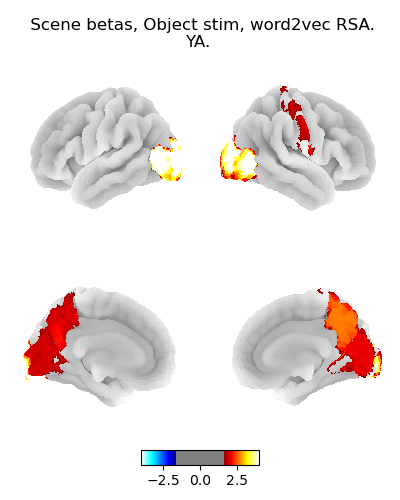 Scene betas, Object stim, word2vec RSA.
YA.
−2.5 0.0 2.5